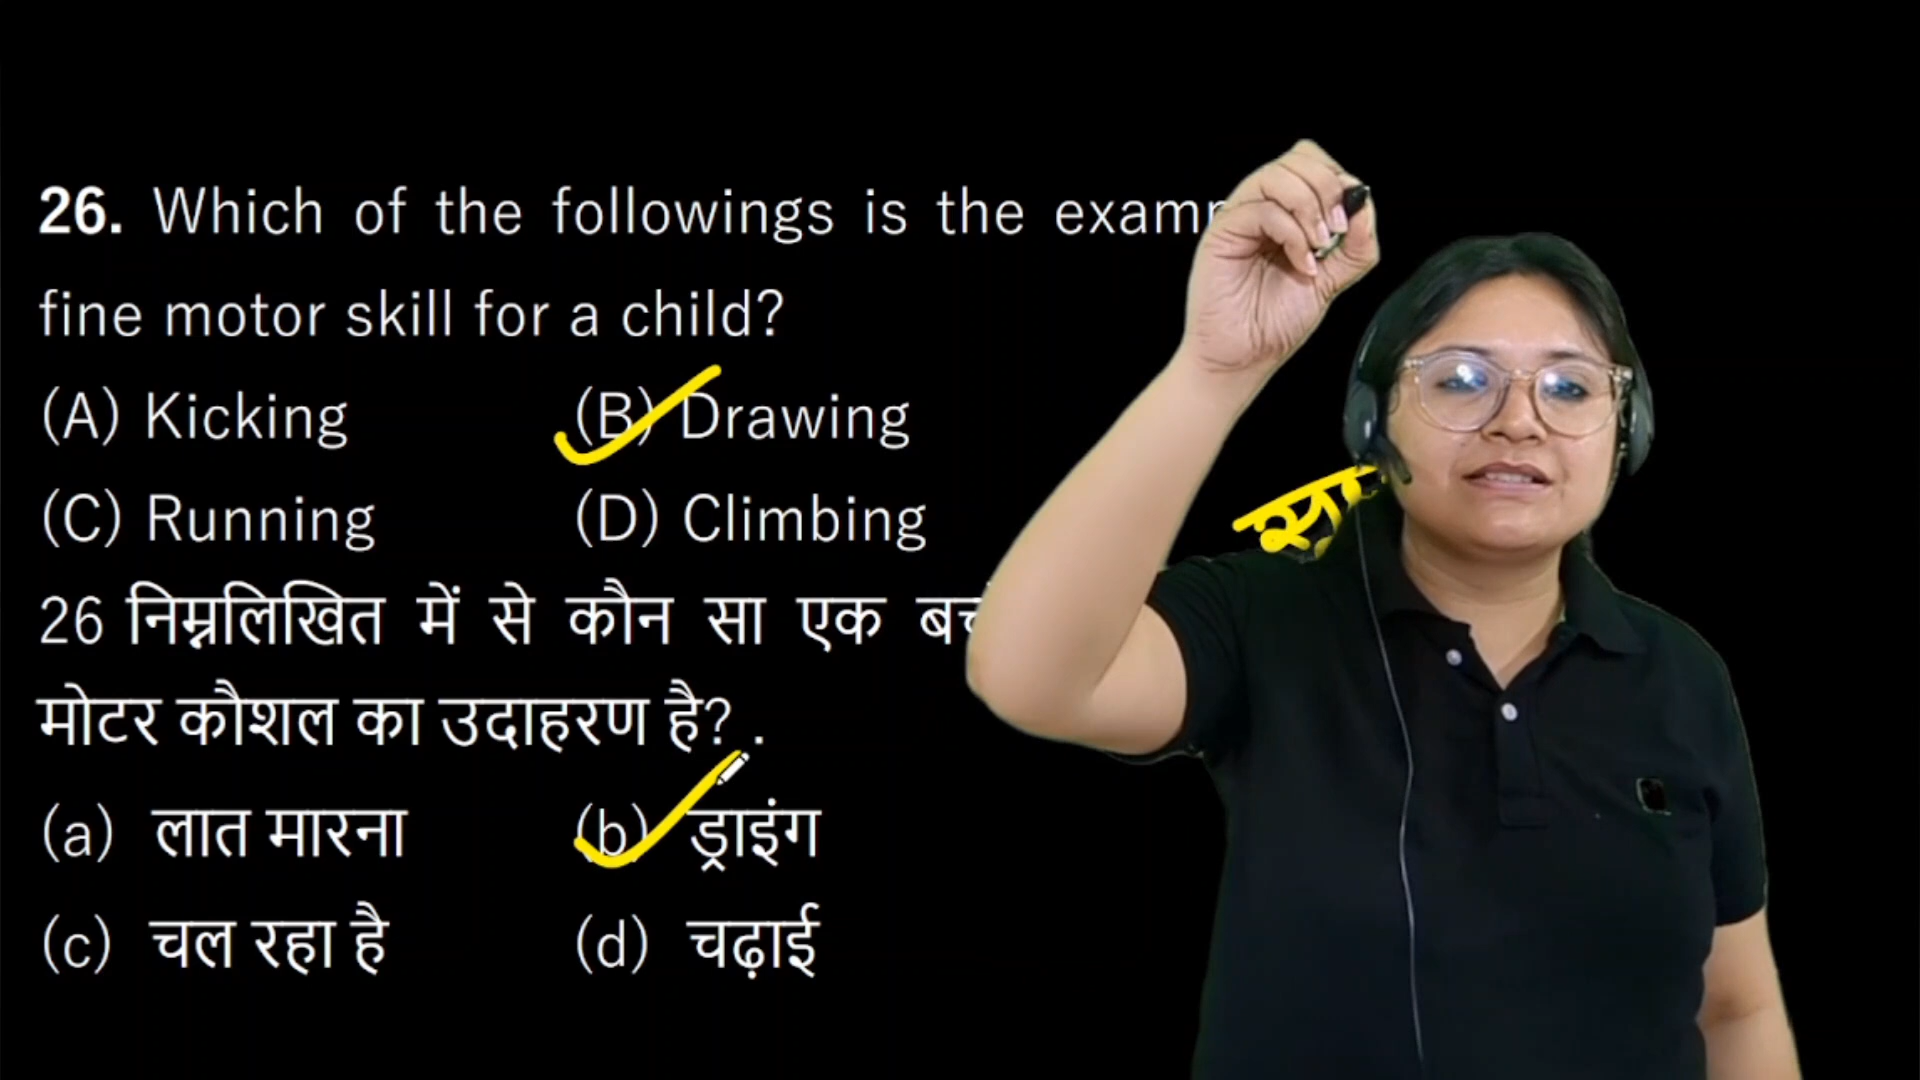 26. Which of the followings is the
fine motor skill for a child?
(A) Kicking (B) Drawing
(C) Running (D) Climbing
26 निम्नलिखित में से कौन सा एक
मोटर कौशल का उदाहरण है? .
(a) लात मारना (b) ड्राइंग
(c) चल रहा है (d) चढ़ाई